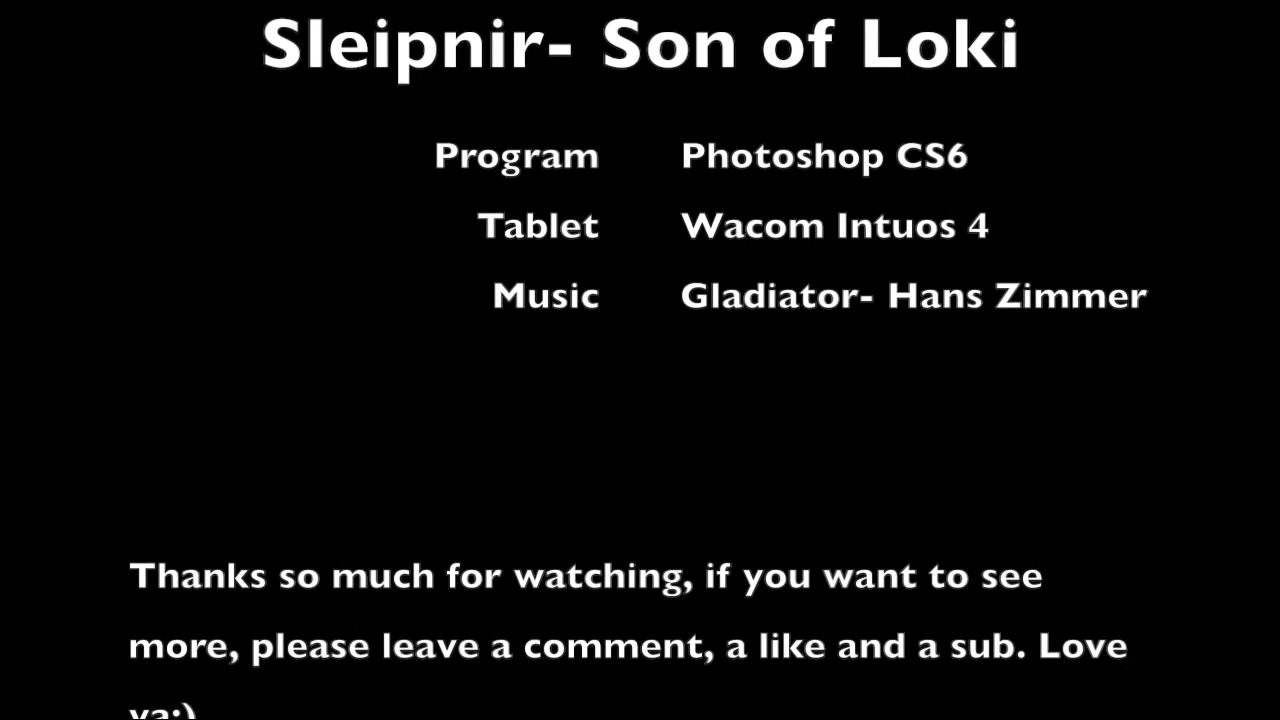 Sleipnir- Son of Loki
Program Photoshop CS6
Tablet Wacom Intuos 4
Music Gladiator- Hans Zimmer
Thanks so much for watching, if you want to see
more, please leave a comment, a like and a sub. Love
ya:)